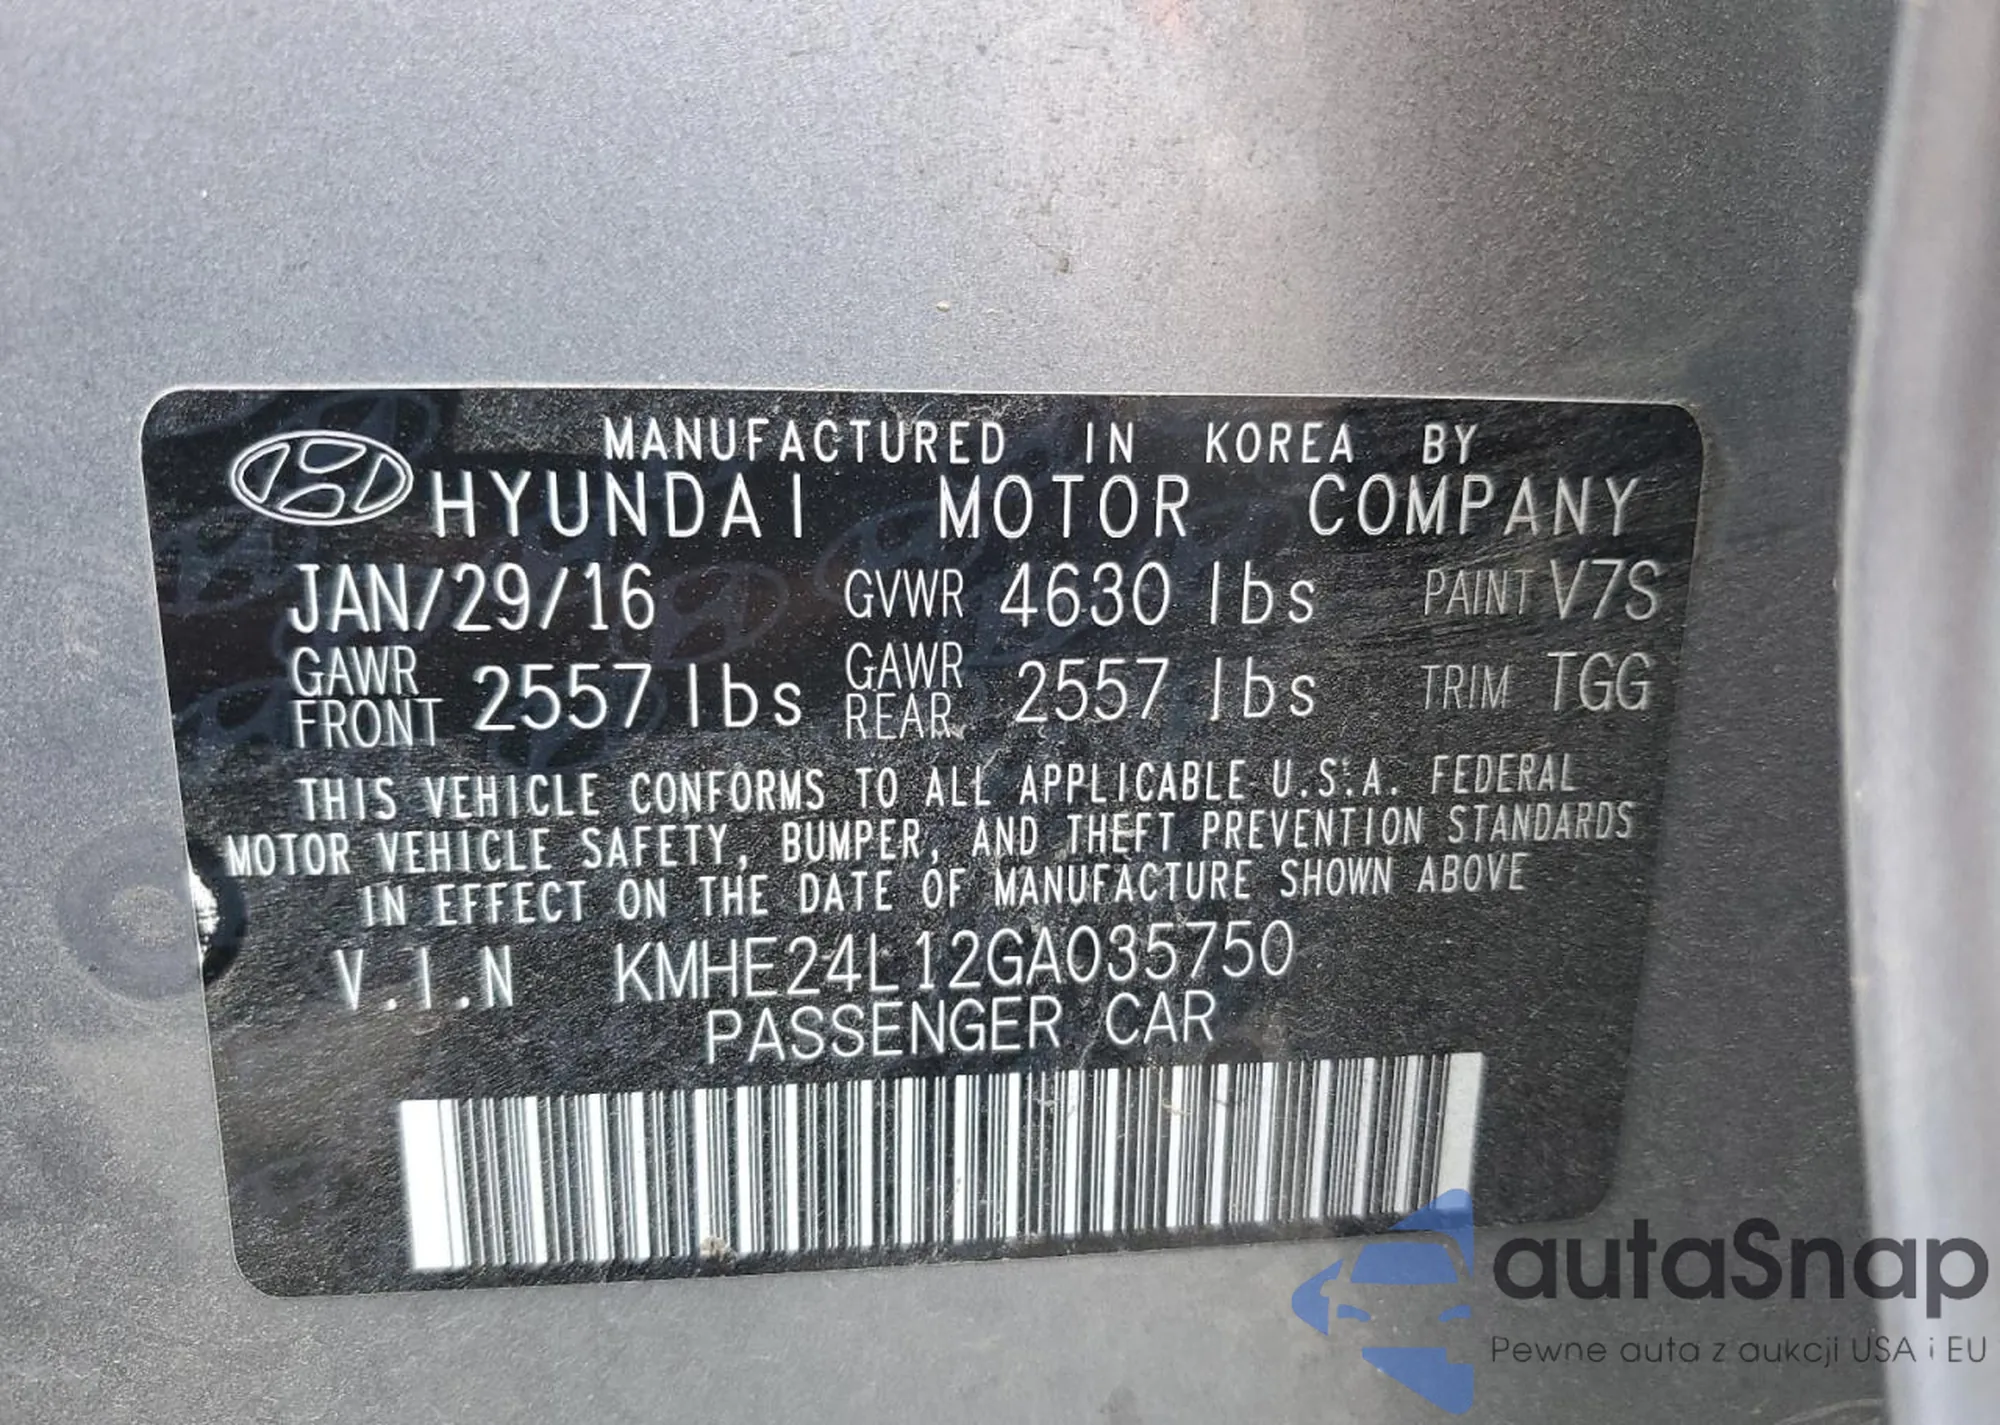 MANUFACTURED IN KOREA BY
HYUNDAI MOTOR COMPANY
JAN/29/16 GVWR 4630 lbs PAINT V7S
GAWR FRONT 2557 lbs GAWR REAR 2557 lbs TRIM TGG
THIS VEHICLE CONFORMS TO ALL APPLICABLE U.S.A. FEDERAL
MOTOR VEHICLE SAFETY, BUMPER, AND THEFT PREVENTION STANDARDS
IN EFFECT ON THE DATE OF MANUFACTURE SHOWN ABOVE
V.I.N KMHE24L12GA035750
PASSENGER CAR
autaSnap
Pewne auta z aukcji USA i EU